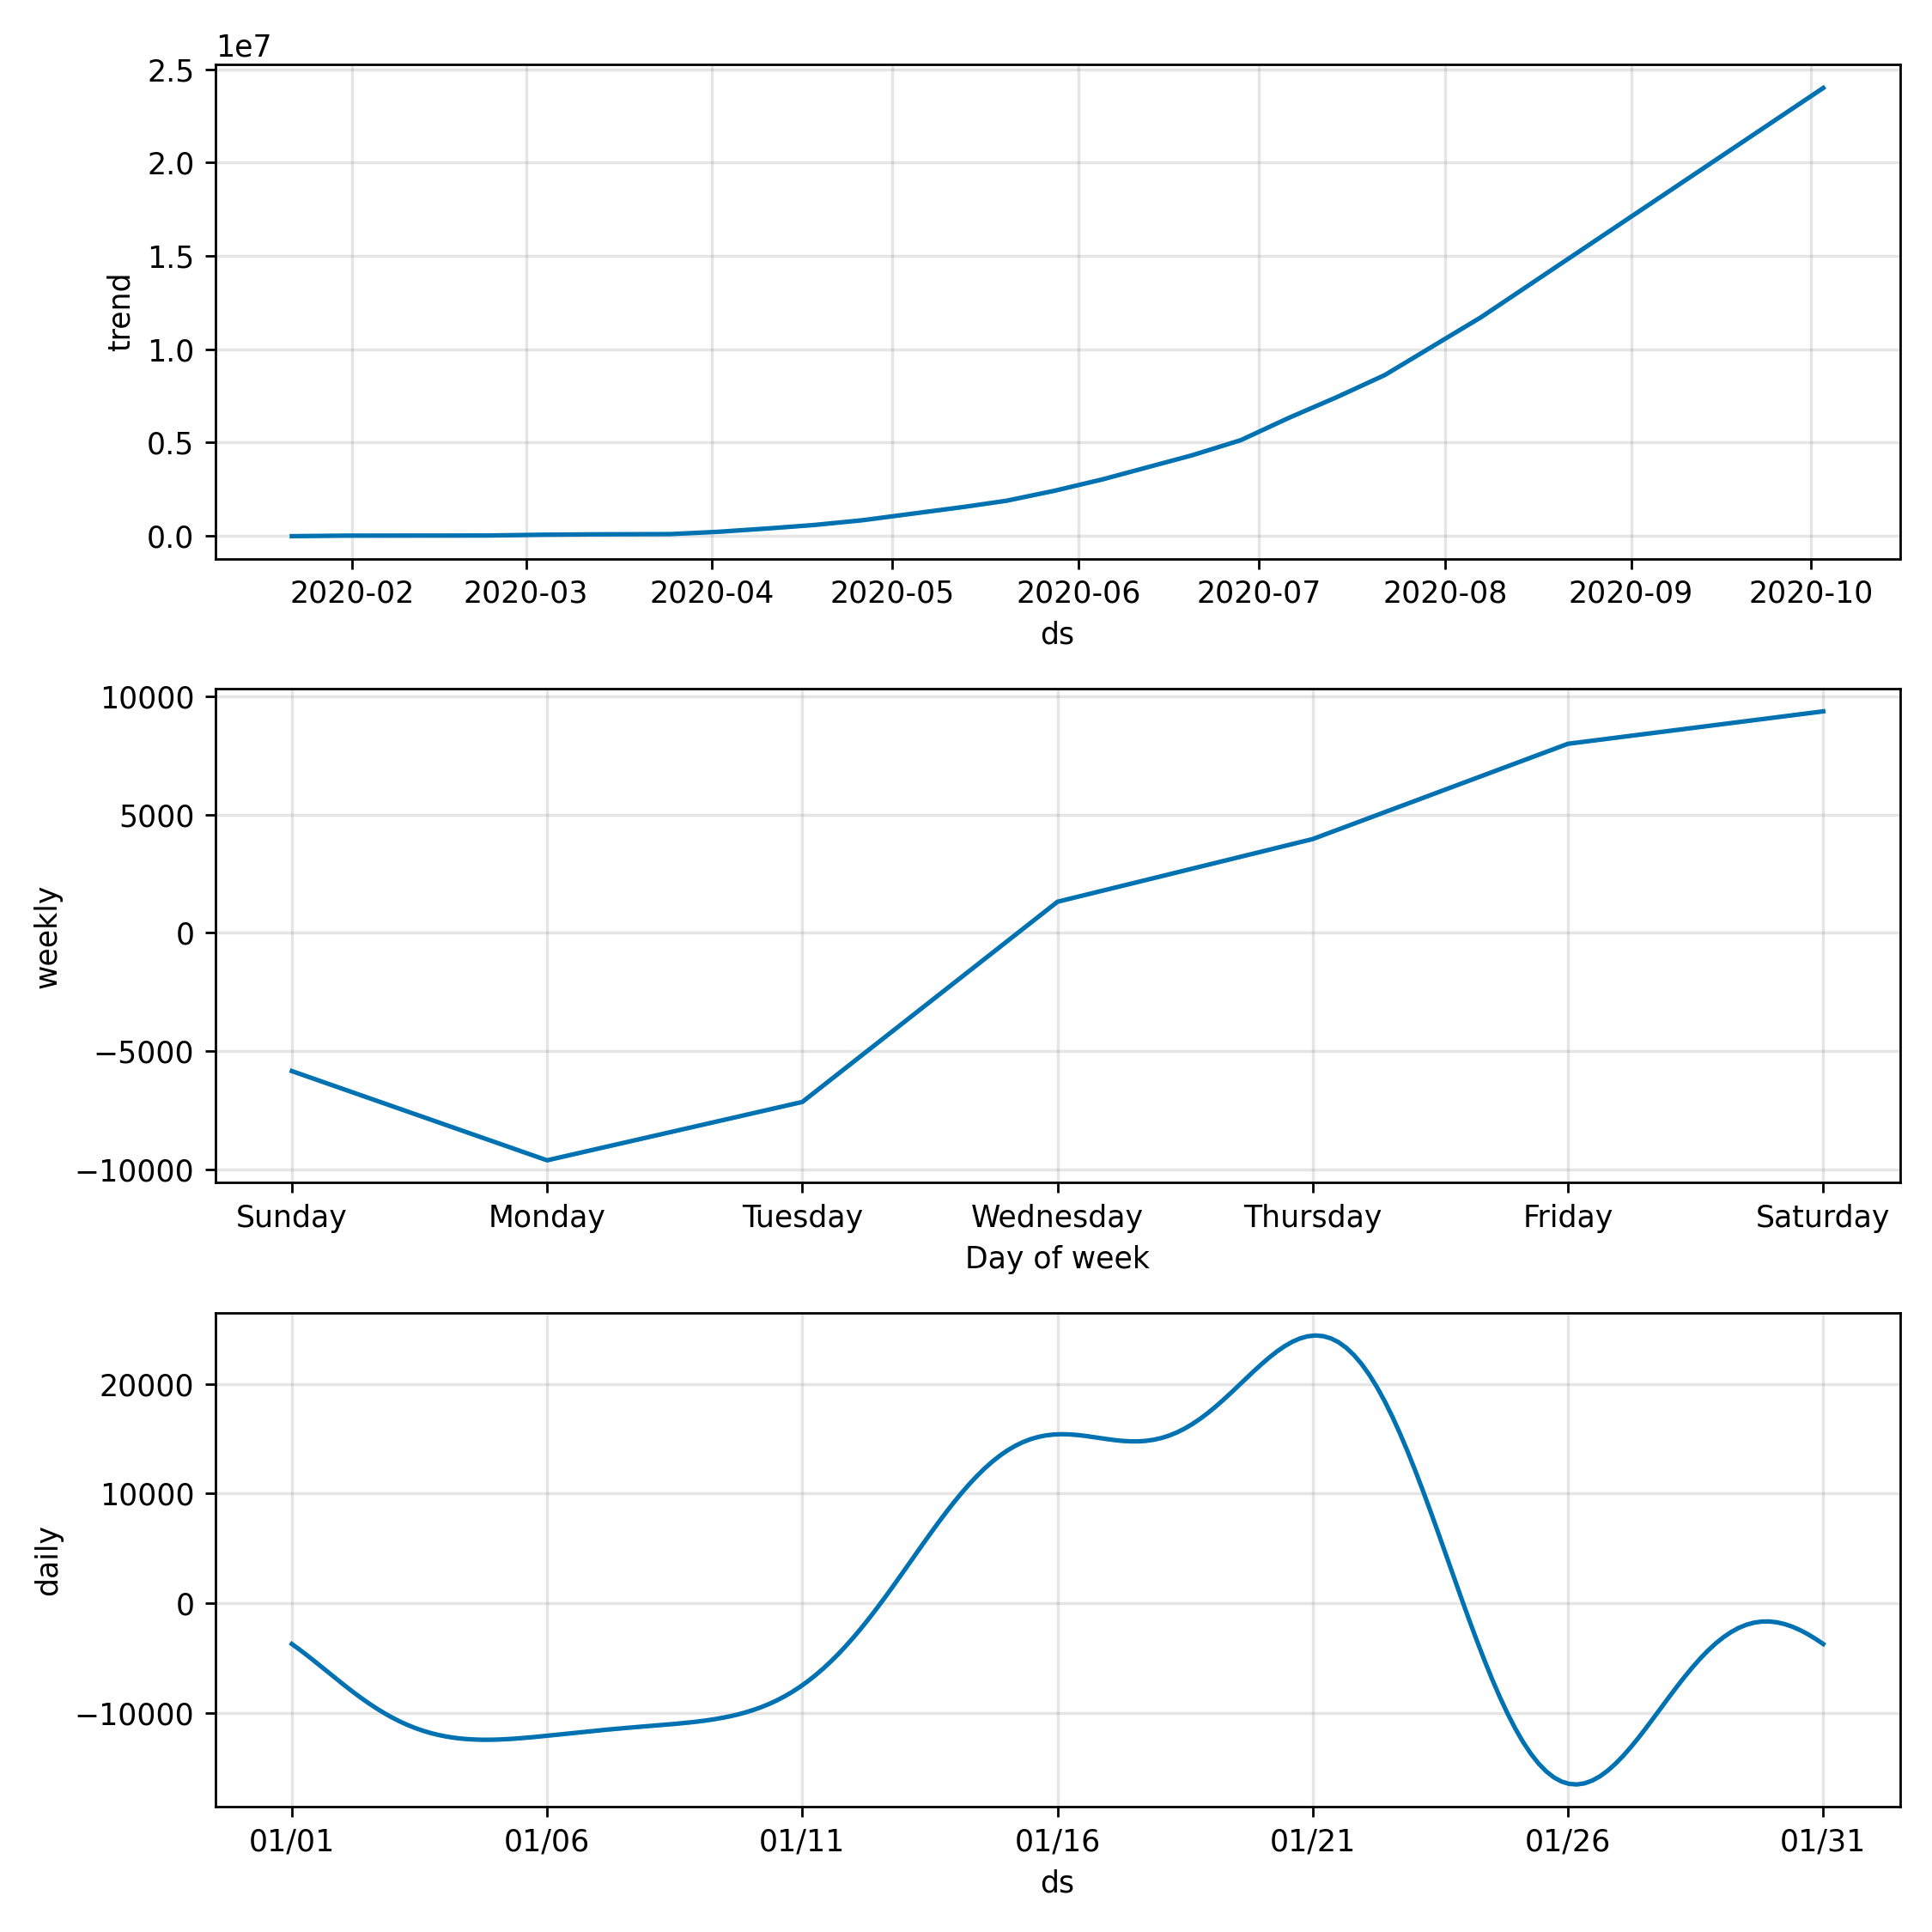 1e7
2.5
2.0
1.5
1.0
0.5
0.0
trend
2020-02 2020-03 2020-04 2020-05 2020-06 2020-07 2020-08 2020-09 2020-10
ds
10000
5000
0
−5000
−10000
weekly
Sunday Monday Tuesday Wednesday Thursday Friday Saturday
Day of week
20000
10000
0
−10000
daily
01/01 01/06 01/11 01/16 01/21 01/26 01/31
ds